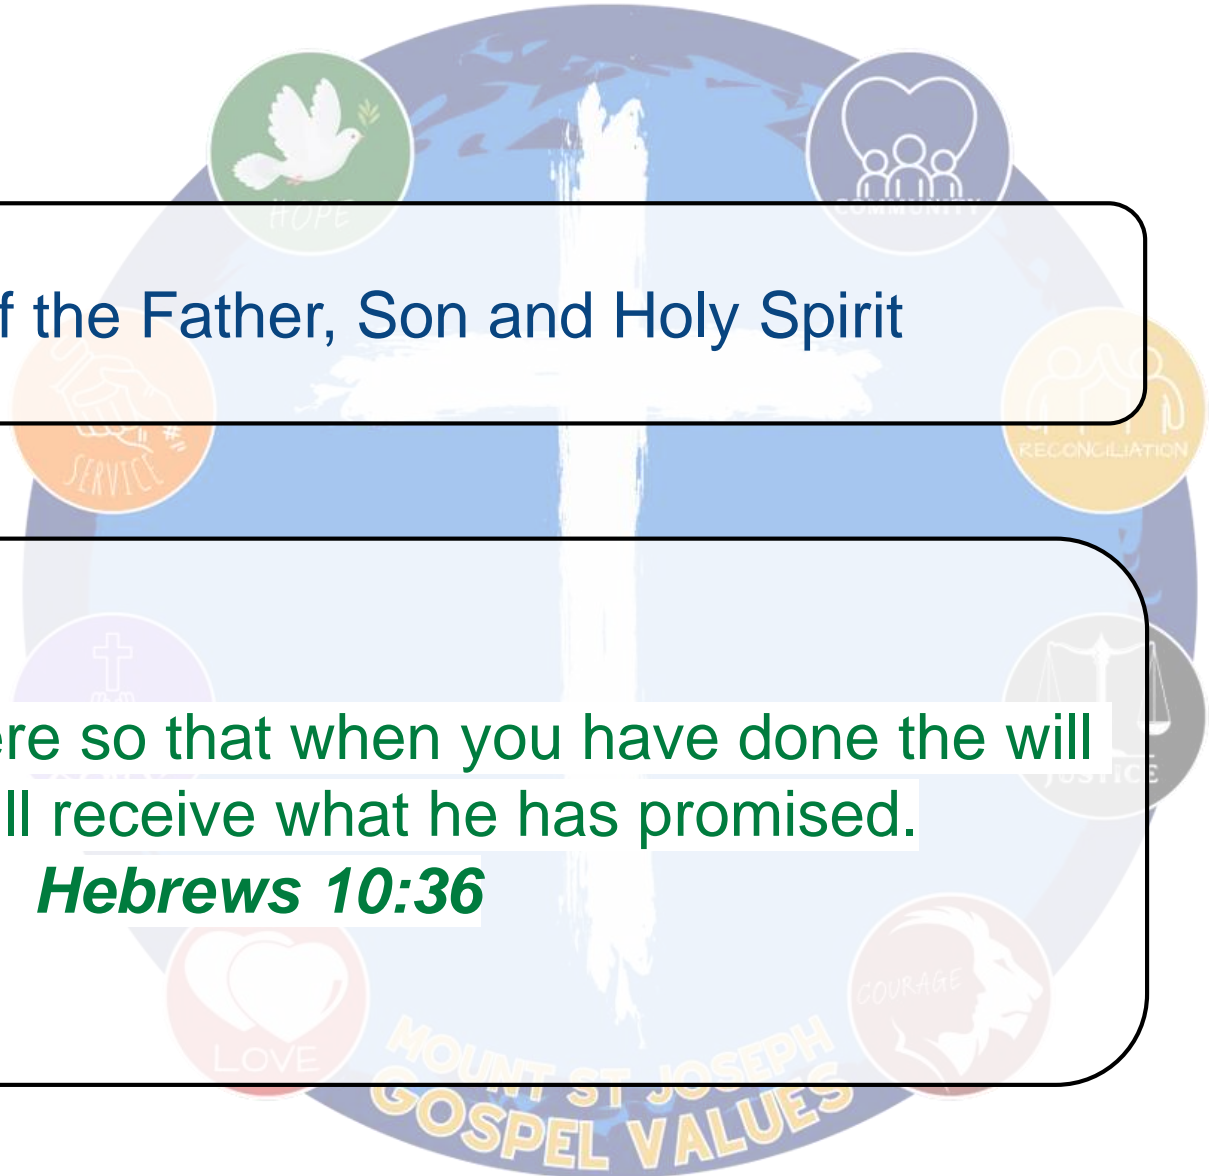 HOPE
COMMUNITY
f the Father, Son and Holy Spirit
SERVICE
RECONCILIATION
ere so that when you have done the will
JUSTICE
ll receive what he has promised.
Hebrews 10:36
LOVE
COURAGE
MOUNT ST JOSEPH
GOSPEL VALUES